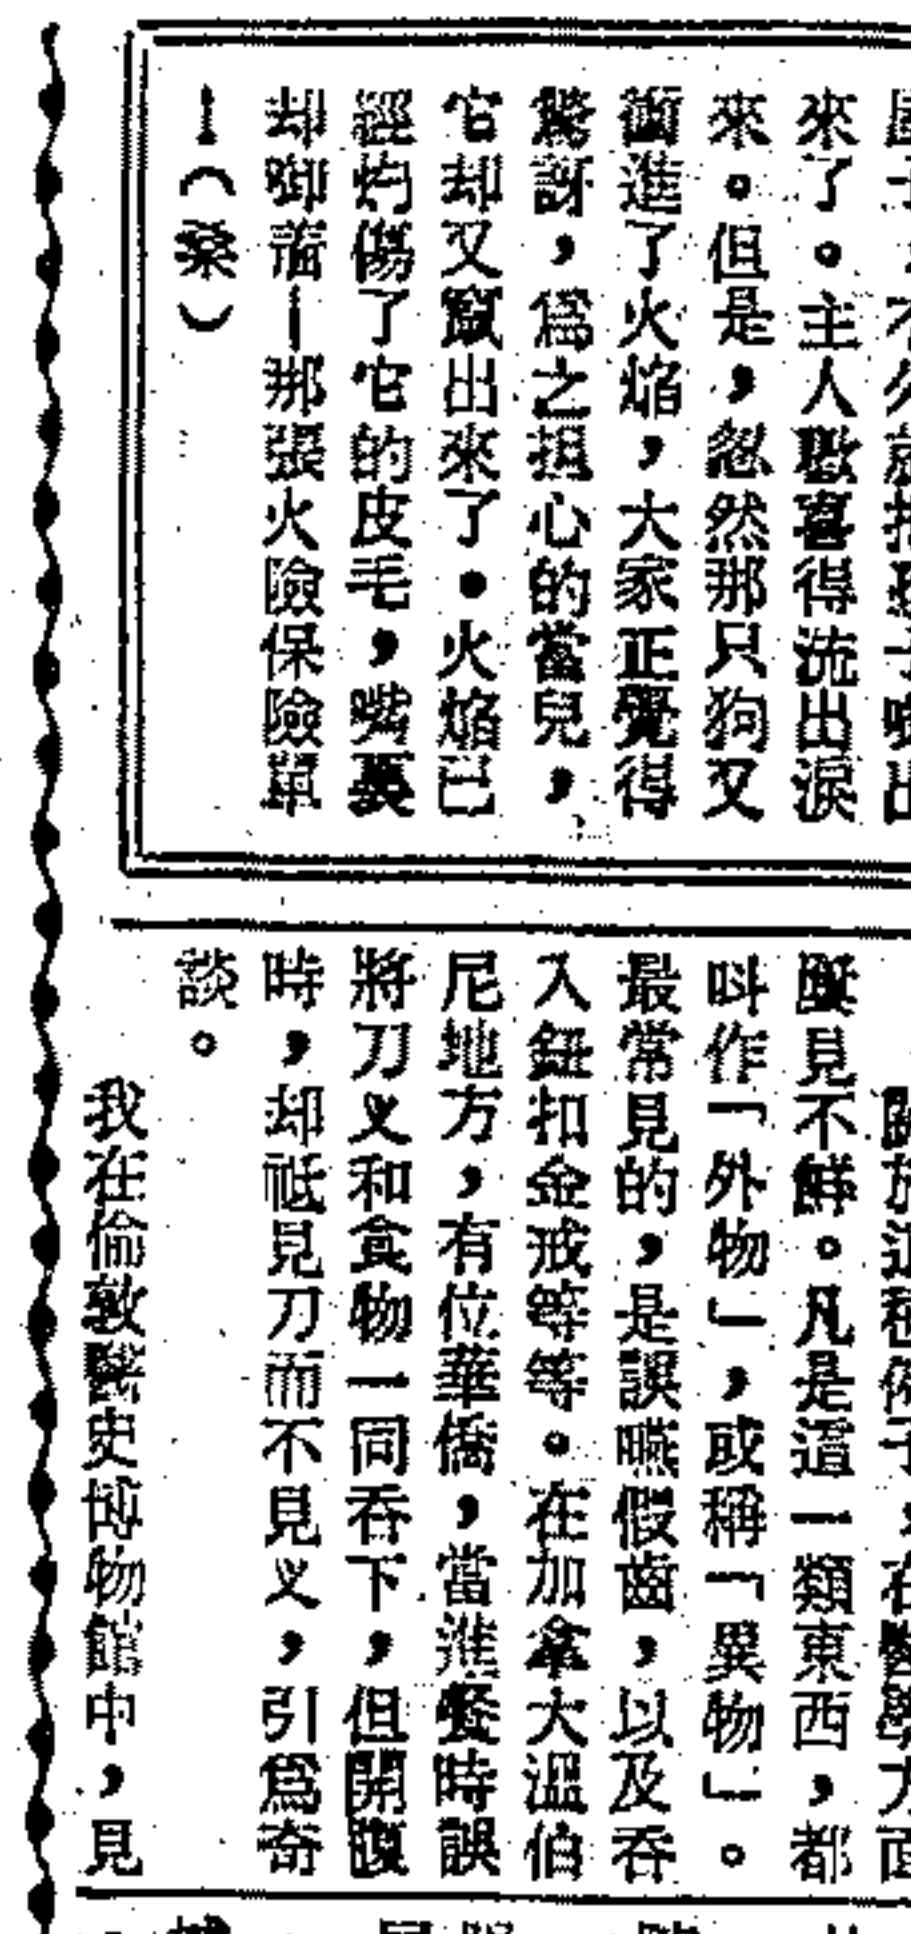 來了。主人歡喜得流出淚
來。但是，忽然那只狗又
衝進了火焰，大家正覺得
驚訝，爲之担心的當兒，
它却又竄出來了。火焰已
經灼傷了它的皮毛，嘴裏
却啣着—那張火險保險單
！（棠）
屢見不鮮。凡是這一類東西，都
叫作「外物」，或稱「異物」。
最常見的，是誤嚥假齒，以及吞
入鈕扣金戒等等。在加拿大溫伯
尼地方，有位華僑，當進餐時誤
將刀叉和食物一同吞下，但開腹
時，却祗見刀而不見叉，引爲奇
談。
我在倫敦醫史博物館中，見